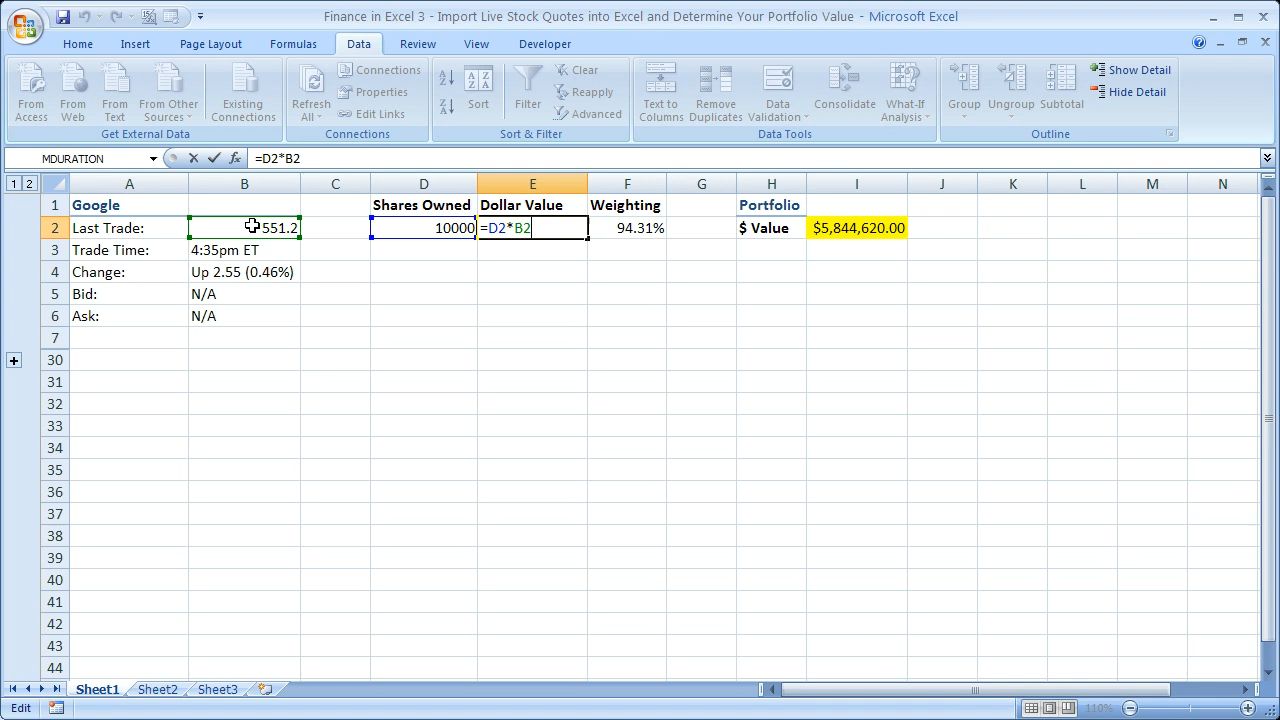 Finance in Excel 3 - Import Live Stock Quotes into Excel and Determine Your Portfolio Value - Microsoft Excel
Home Insert Page Layout Formulas Data Review View Developer
From Access
From Web
From Text
From Other Sources
Existing Connections
Get External Data
Refresh All
Connections
Properties
Edit Links
Connections
Sort
Filter
Clear
Reapply
Advanced
Sort & Filter
Text to Columns
Remove Duplicates
Data Validation
Consolidate
What-If Analysis
Data Tools
Group
Ungroup
Subtotal
Show Detail
Hide Detail
Outline
MDURATION fx =D2*B2
1 2 A B C D E F G H I J K L M N
1 Google Shares Owned Dollar Value Weighting Portfolio
2 Last Trade: 551.2 10000 =D2*B2 94.31% $ Value $5,844,620.00
3 Trade Time: 4:35pm ET
4 Change: Up 2.55 (0.46%)
5 Bid: N/A
6 Ask: N/A
7
30
31
32
33
34
35
36
37
38
39
40
41
42
43
44
Sheet1 Sheet2 Sheet3
Edit 110%